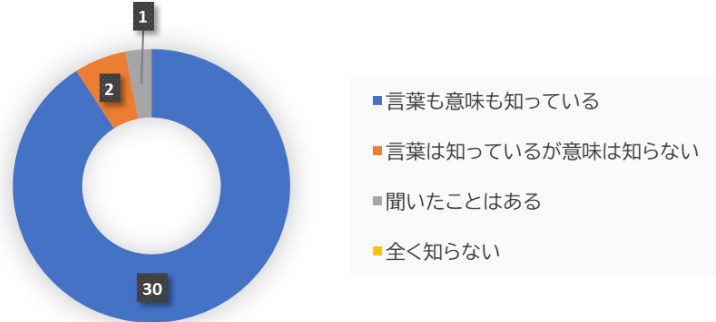 1
2
30
言葉も意味も知っている
言葉は知っているが意味は知らない
聞いたことはある
全く知らない